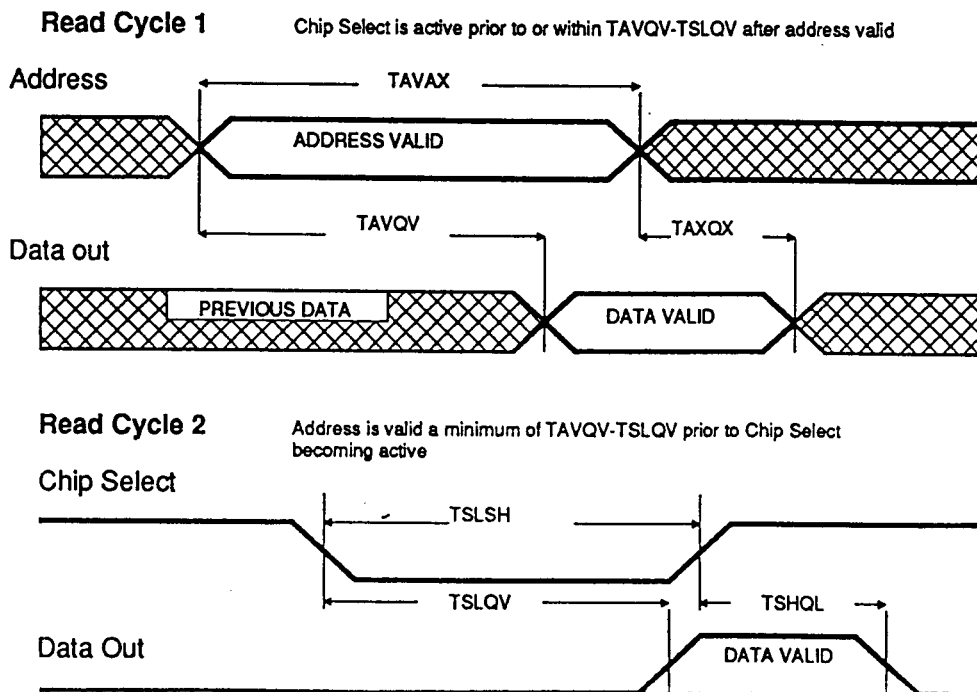 Read Cycle 1
Chip Select is active prior to or within TAVQV-TSLQV after address valid
Address
TAVAX
ADDRESS VALID
TAVQV
TAXQX
Data out
PREVIOUS DATA
DATA VALID
Read Cycle 2
Address is valid a minimum of TAVQV-TSLQV prior to Chip Select
becoming active
Chip Select
TSLSH
TSLQV
TSHQL
Data Out
DATA VALID